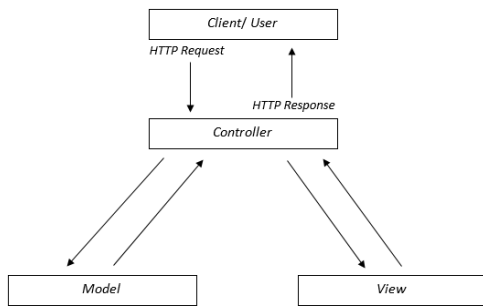 Client/ User
HTTP Request
HTTP Response
Controller
Model
View